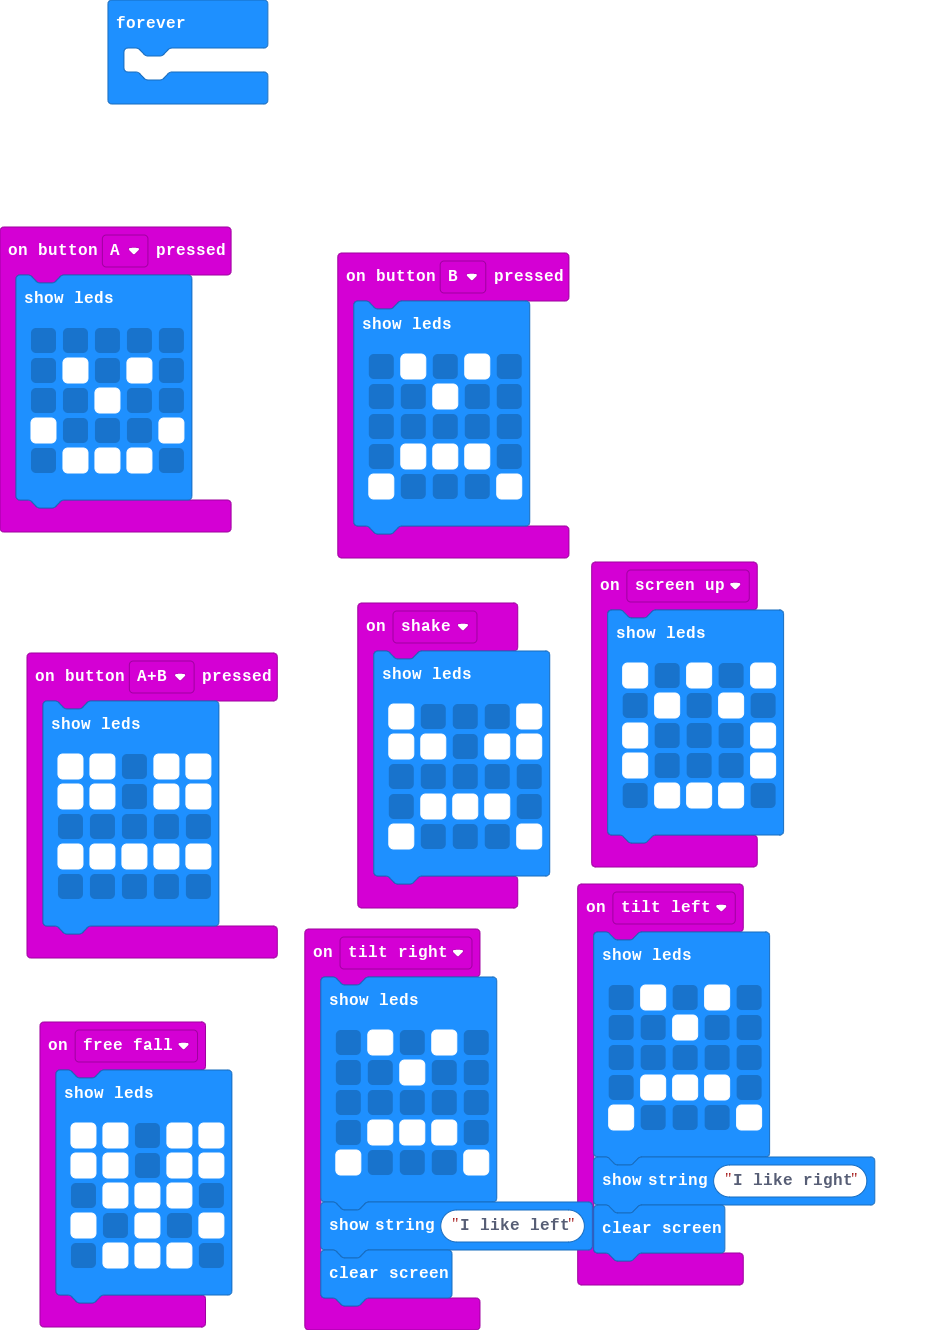 forever
on button A pressed
show leds
on button B pressed
show leds
on screen up
show leds
on shake
show leds
on button A+B pressed
show leds
on tilt left
show leds
show string "I like right"
clear screen
on tilt right
show leds
show string "I like left"
clear screen
on free fall
show leds